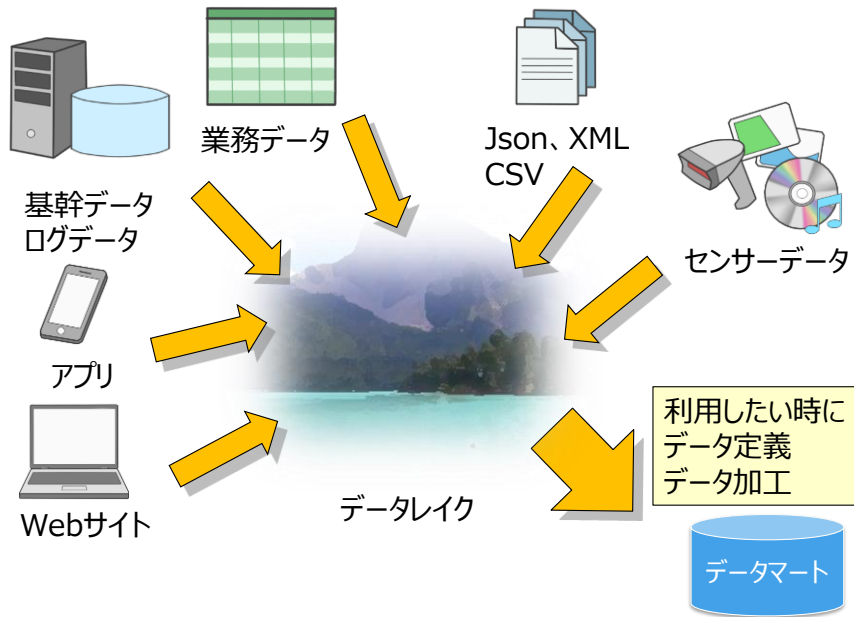 業務データ
Json、XML
CSV
基幹データ
ログデータ
センサーデータ
アプリ
利用したい時に
データ定義
データ加工
Webサイト
データレイク
データマート